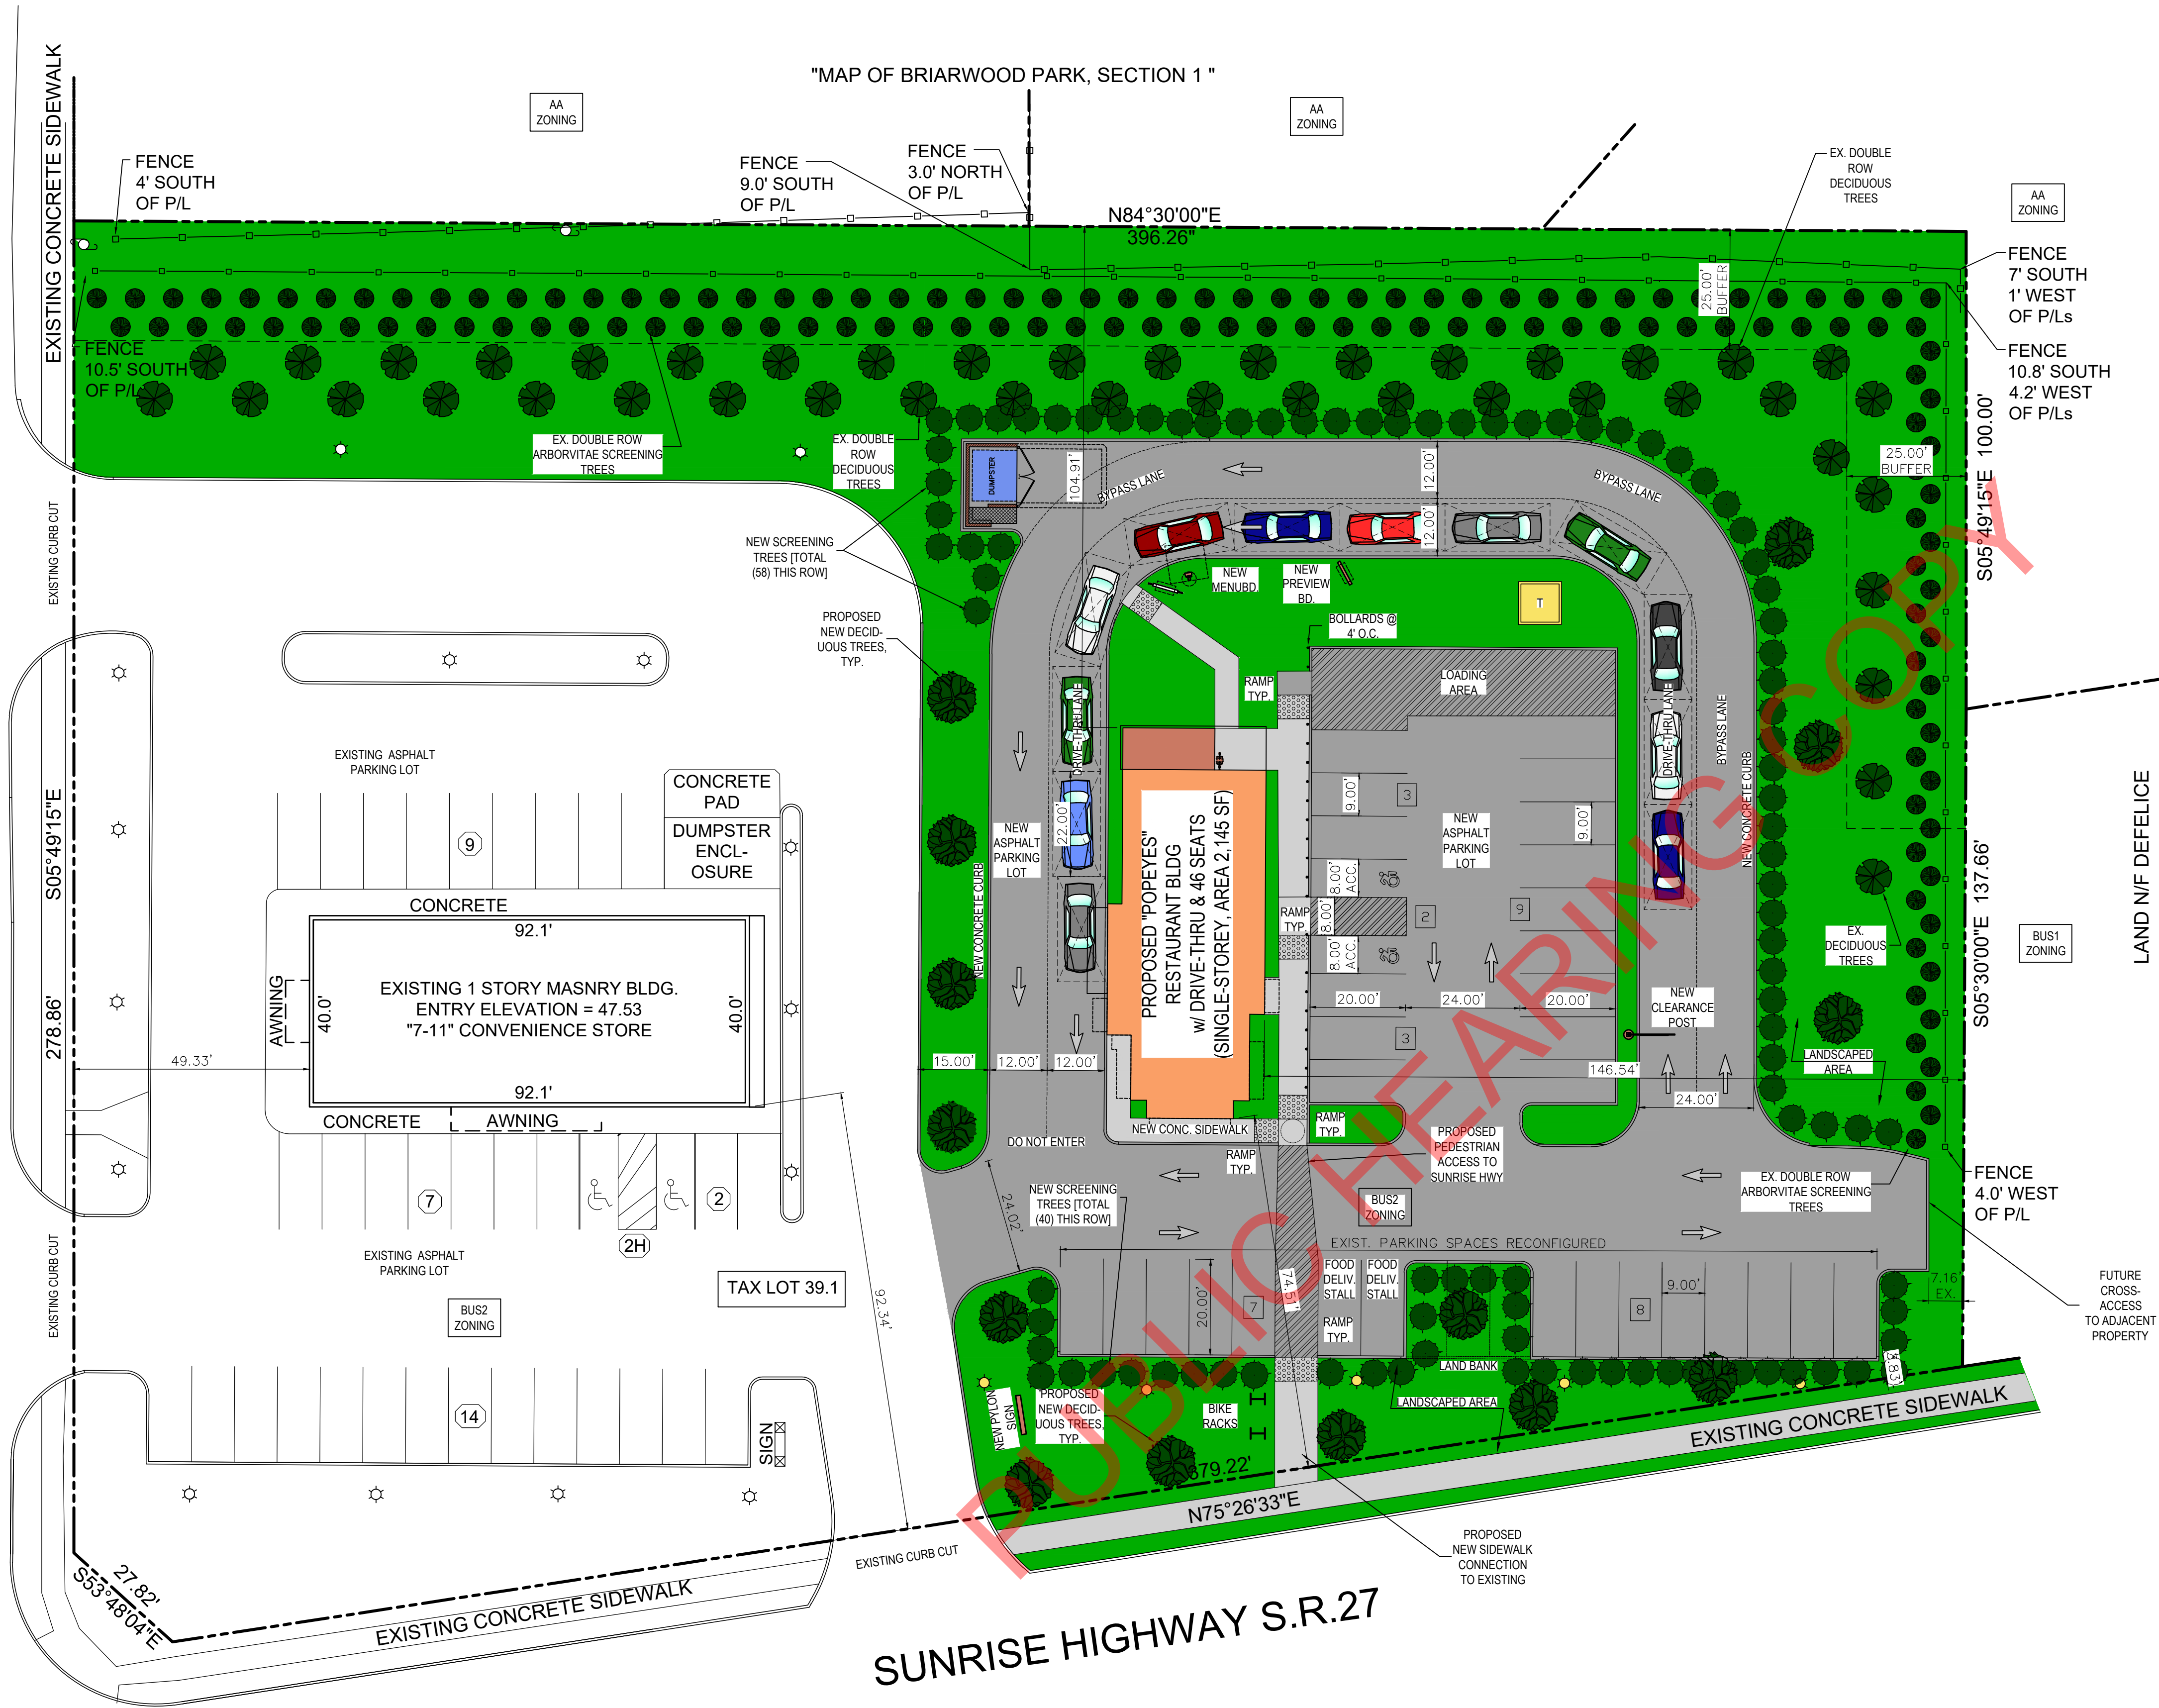 "MAP OF BRIARWOOD PARK, SECTION 1 "
EXISTING CONCRETE SIDEWALK
AA
ZONING
AA
ZONING
AA
ZONING
FENCE
4' SOUTH
OF P/L
FENCE
9.0' SOUTH
OF P/L
FENCE
3.0' NORTH
OF P/L
N84°30'00"E
396.26"
EX. DOUBLE
ROW
DECIDUOUS
TREES
FENCE
7' SOUTH
1' WEST
OF P/Ls
FENCE
10.8' SOUTH
4.2' WEST
OF P/Ls
25.00'
BUFFER
FENCE
10.5' SOUTH
OF P/L
EX. DOUBLE ROW
ARBORVITAE SCREENING
TREES
EX. DOUBLE
ROW
DECIDUOUS
TREES
25.00'
BUFFER
S05°49'15"E 100.00'
DUMPSTER
104.91'
BYPASS LANE
12.00'
12.00'
BYPASS LANE
EXISTING CURB CUT
NEW SCREENING
TREES [TOTAL
(58) THIS ROW]
NEW
MENUBD.
NEW
PREVIEW
BD.
T
BOLLARDS @
4' O.C.
PROPOSED
NEW DECID-
UOUS TREES,
TYP.
RAMP
TYP.
LOADING
AREA
DRIVE-THRU LANE
DRIVE-THRU LANE
BYPASS LANE
NEW CONCRETE CURB
EXISTING ASPHALT
PARKING LOT
CONCRETE
PAD
DUMPSTER
ENCL-
OSURE
9
S05°49'15"E
278.86'
CONCRETE
92.1'
AWNING
40.0'
EXISTING 1 STORY MASNRY BLDG.
ENTRY ELEVATION = 47.53
"7-11" CONVENIENCE STORE
40.0'
92.1'
49.33'
CONCRETE
AWNING
NEW
ASPHALT
PARKING
LOT
22.00'
NEW CONCRETE CURB
PROPOSED "POPEYES"
RESTAURANT BLDG
w/ DRIVE-THRU & 46 SEATS
(SINGLE-STOREY, AREA 2,145 SF)
9.00'
3
NEW
ASPHALT
PARKING
LOT
9.00'
8.00'
ACC.
RAMP
TYP.
8.00'
2
9
8.00'
ACC.
20.00'
24.00'
20.00'
3
NEW
CLEARANCE
POST
EX.
DECIDUOUS
TREES
LANDSCAPED
AREA
S05°30'00"E 137.66'
BUS1
ZONING
LAND N/F DEFELICE
15.00'
12.00'
12.00'
146.54'
24.00'
DO NOT ENTER
NEW CONC. SIDEWALK
RAMP
TYP.
RAMP
TYP.
PROPOSED
PEDESTRIAN
ACCESS TO
SUNRISE HWY
BUS2
ZONING
EX. DOUBLE ROW
ARBORVITAE SCREENING
TREES
FENCE
4.0' WEST
OF P/L
7
2
2H
EXISTING CURB CUT
EXISTING ASPHALT
PARKING LOT
BUS2
ZONING
TAX LOT 39.1
92.34'
24.02'
NEW SCREENING
TREES [TOTAL
(40) THIS ROW]
EXIST. PARKING SPACES RECONFIGURED
20.00'
7
74.51'
FOOD
DELIV.
STALL
FOOD
DELIV.
STALL
RAMP
TYP.
9.00'
8
7.16'
EX.
FUTURE
CROSS-
ACCESS
TO ADJACENT
PROPERTY
LAND BANK
14
SIGN
NEW PYLON
SIGN
PROPOSED
NEW DECID-
UOUS TREES,
TYP.
BIKE
RACKS
LANDSCAPED AREA
379.22'
N75°26'33"E
EXISTING CONCRETE SIDEWALK
EXISTING CURB CUT
PROPOSED
NEW SIDEWALK
CONNECTION
TO EXISTING
27.82'
S53°48'04"E
EXISTING CONCRETE SIDEWALK
SUNRISE HIGHWAY S.R.27
PUBLIC HEARING COPY